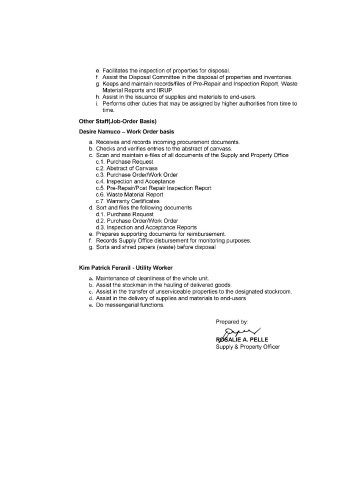 e. Facilitates the inspection of properties for disposal.
f. Assist the Disposal Committee in the disposal of properties and inventories.
g. Keeps and maintain records/files of Pre-Repair and Inspection Report, Waste
Material Reports and IIRUP.
h. Assist in the issuance of supplies and materials to end-users.
i. Performs other duties that may be assigned by higher authorities from time to
time.
Other Staff(Job-Order Basis)
Desire Namuco – Work Order basis
a. Receives and records incoming procurement documents.
b. Checks and verifies entries to the abstract of canvass.
c. Scan and maintain e-files of all documents of the Supply and Property Office
c.1. Purchase Request
c.2. Abstract of Canvass
c.3. Purchase Order/Work Order
c.4. Inspection and Acceptance
c.5. Pre-Repair/Post Repair Inspection Report
c.6. Waste Material Report
c.7. Warranty Certificates
d. Sort and files the following documents
d.1. Purchase Request
d.2. Purchase Order/Work Order
d.3. Inspection and Acceptance Reports
e. Prepares supporting documents for reimbursement.
f. Records Supply Office disbursement for monitoring purposes.
g. Sorts and shred papers (waste) before disposal
Kim Patrick Feranil - Utility Worker
a. Maintenance of cleanliness of the whole unit.
b. Assist the stockman in the hauling of delivered goods.
c. Assist in the transfer of unserviceable properties to the designated stockroom.
d. Assist in the delivery of supplies and materials to end-users
e. Do messengerial functions.
Prepared by:
ROSALIE A. PELLE
Supply & Property Officer